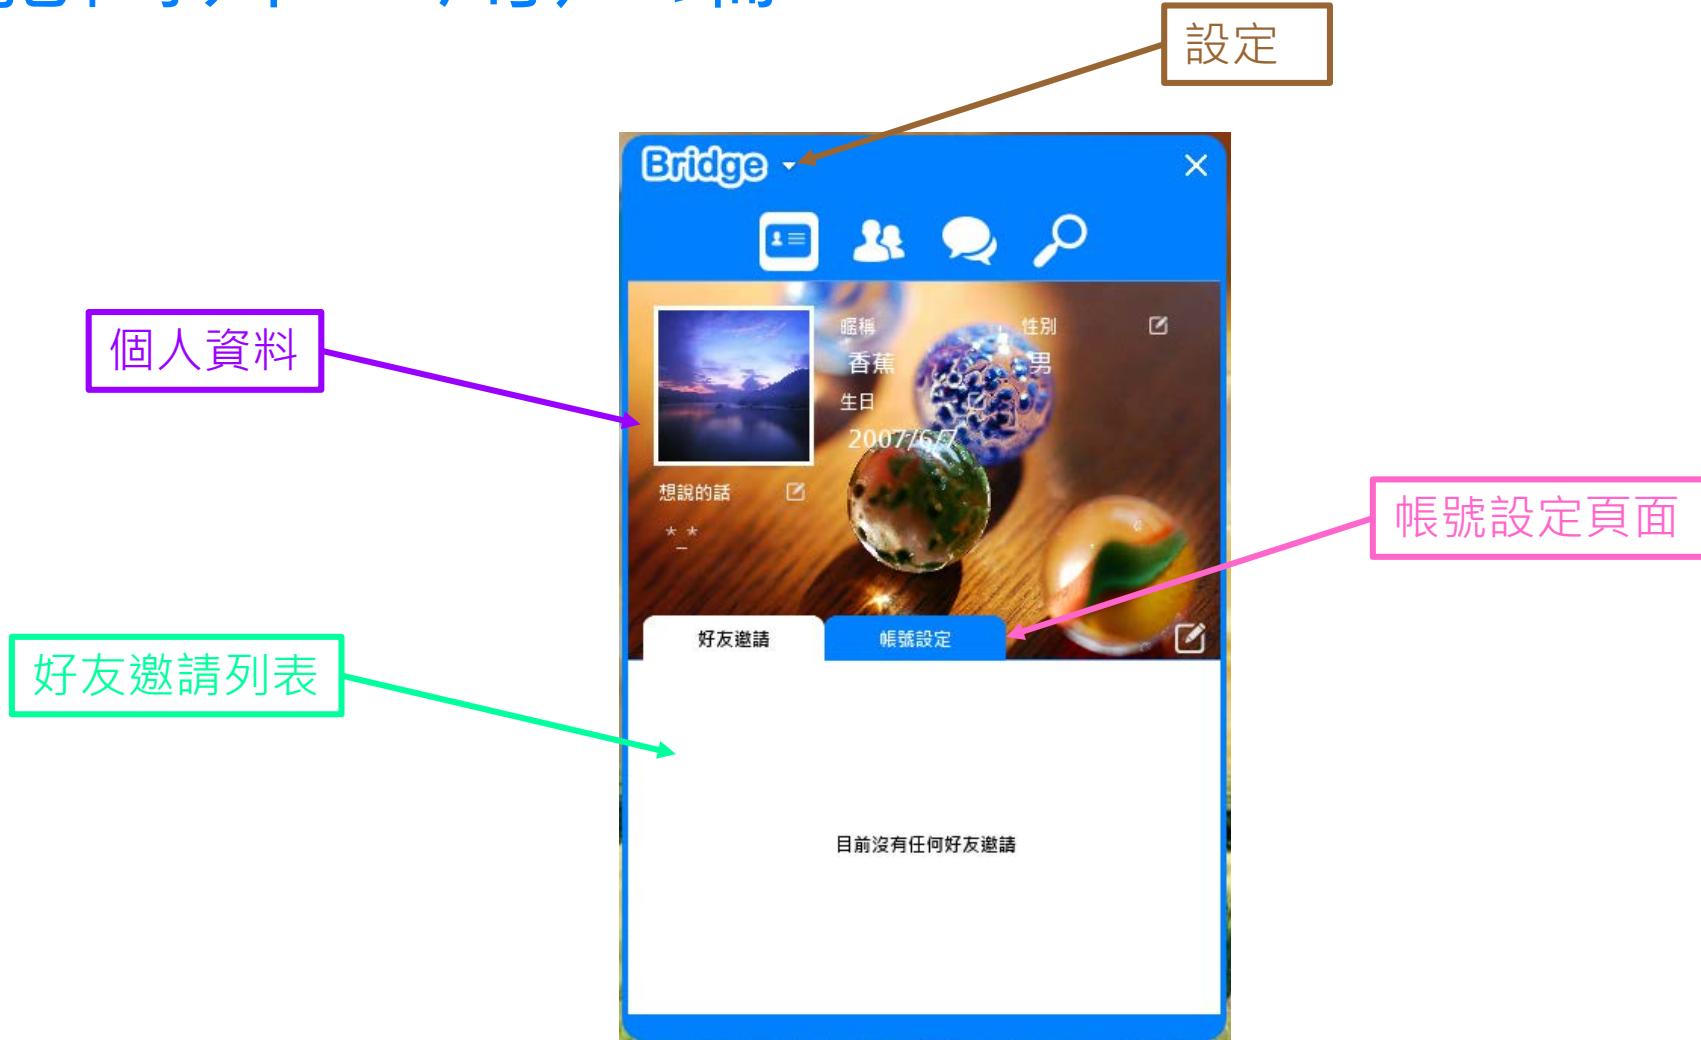 設定
Bridge
個人資料
暱稱
性別
香蕉
男
生日
2007/6/7
想說的話
*_*
帳號設定頁面
好友邀請
帳號設定
好友邀請列表
目前沒有任何好友邀請